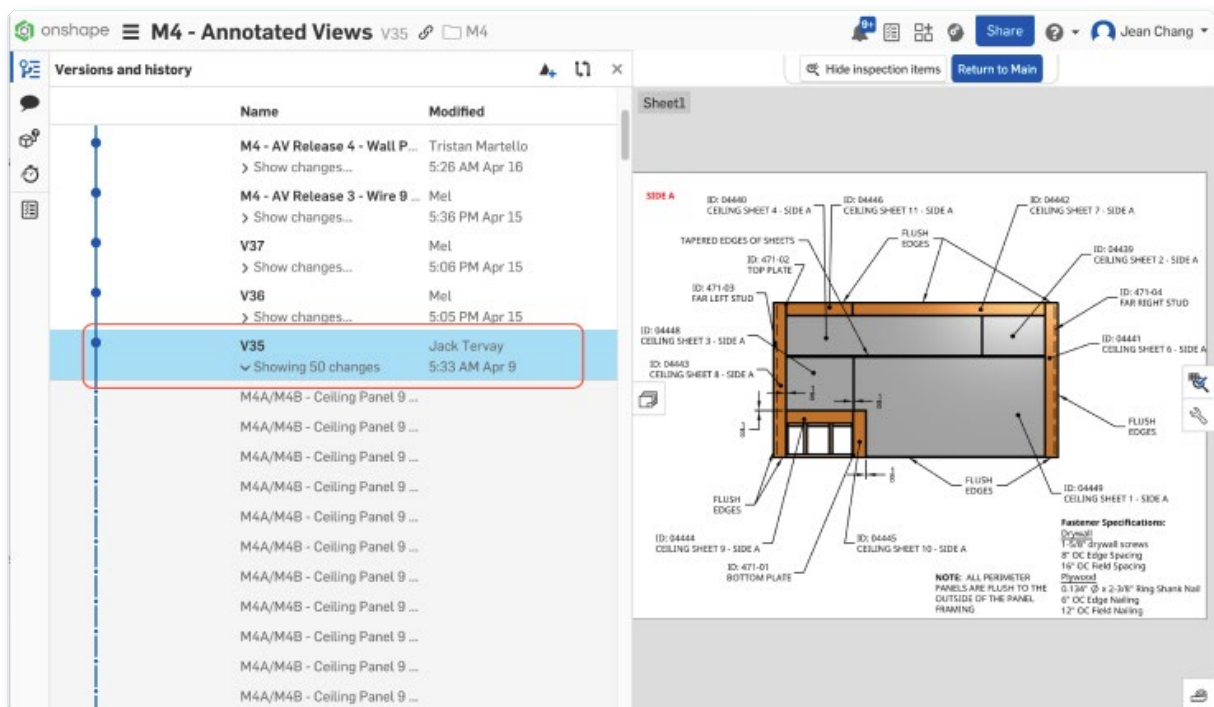 onshape M4 - Annotated Views V35 M4
9+ Share Jean Chang
Versions and history
Name Modified
M4 - AV Release 4 - Wall P... Tristan Martello
Show changes... 5:26 AM Apr 16
M4 - AV Release 3 - Wire 9 ... Mel
Show changes... 5:36 PM Apr 15
V37 Mel
Show changes... 5:06 PM Apr 15
V36 Mel
Show changes... 5:05 PM Apr 15
V35 Jack Tervay
Showing 50 changes 5:33 AM Apr 9
M4A/M4B - Ceiling Panel 9 ...
M4A/M4B - Ceiling Panel 9 ...
M4A/M4B - Ceiling Panel 9 ...
M4A/M4B - Ceiling Panel 9 ...
M4A/M4B - Ceiling Panel 9 ...
M4A/M4B - Ceiling Panel 9 ...
M4A/M4B - Ceiling Panel 9 ...
M4A/M4B - Ceiling Panel 9 ...
M4A/M4B - Ceiling Panel 9 ...
M4A/M4B - Ceiling Panel 9 ...
M4A/M4B - Ceiling Panel 9 ...
Hide inspection items
Return to Main
Sheet1
SIDE A
ID: 04440
CEILING SHEET 4 - SIDE A
ID: 04446
CEILING SHEET 11 - SIDE A
ID: 04442
CEILING SHEET 7 - SIDE A
TAPERED EDGES OF SHEETS
FLUSH
EDGES
ID: 04439
CEILING SHEET 2 - SIDE A
ID: 471-02
TOP PLATE
ID: 471-03
FAR LEFT STUD
ID: 471-04
FAR RIGHT STUD
ID: 04448
CEILING SHEET 3 - SIDE A
ID: 04441
CEILING SHEET 6 - SIDE A
ID: 04443
CEILING SHEET 8 - SIDE A
FLUSH
EDGES
FLUSH
EDGES
FLUSH
EDGES
ID: 04449
CEILING SHEET 1 - SIDE A
ID: 04444
CEILING SHEET 9 - SIDE A
ID: 04445
CEILING SHEET 10 - SIDE A
ID: 471-01
BOTTOM PLATE
NOTE: ALL PERIMETER
PANELS ARE FLUSH TO THE
OUTSIDE OF THE PANEL
FRAMING
Fastener Specifications:
Drywall
1-5/8" drywall screws
8" OC Edge Spacing
16" OC Field Spacing
Plywood
0.134" Ø x 2-3/8" Ring Shank Nail
6" OC Edge Nailing
12" OC Field Nailing